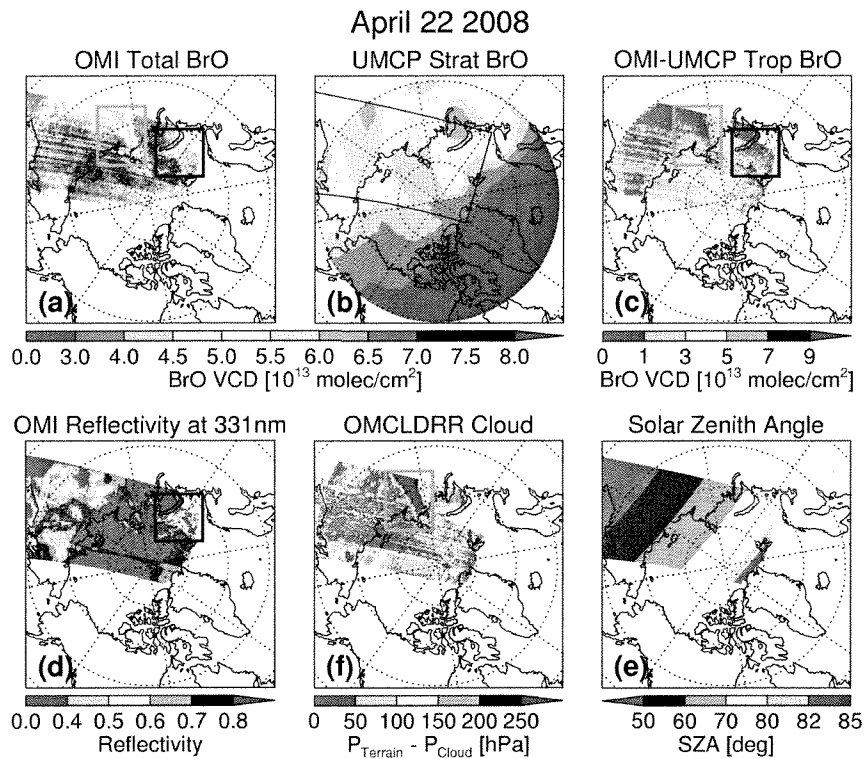 April 22 2008
OMI Total BrO
UMCP Strat BrO
OMI-UMCP Trop BrO
(a)
(b)
(c)
0.0 3.0 4.0 4.5 5.0 5.5 6.0 6.5 7.0 7.5 8.0
0 1 3 5 7 9
BrO VCD [10¹³ molec/cm²]
BrO VCD [10¹³ molec/cm²]
OMI Reflectivity at 331nm
OMCLDRR Cloud
Solar Zenith Angle
(d)
(f)
(e)
0.0 0.4 0.5 0.6 0.7 0.8
0 50 100 150 200 250
50 60 70 80 82 85
Reflectivity
P_Terrain - P_Cloud [hPa]
SZA [deg]